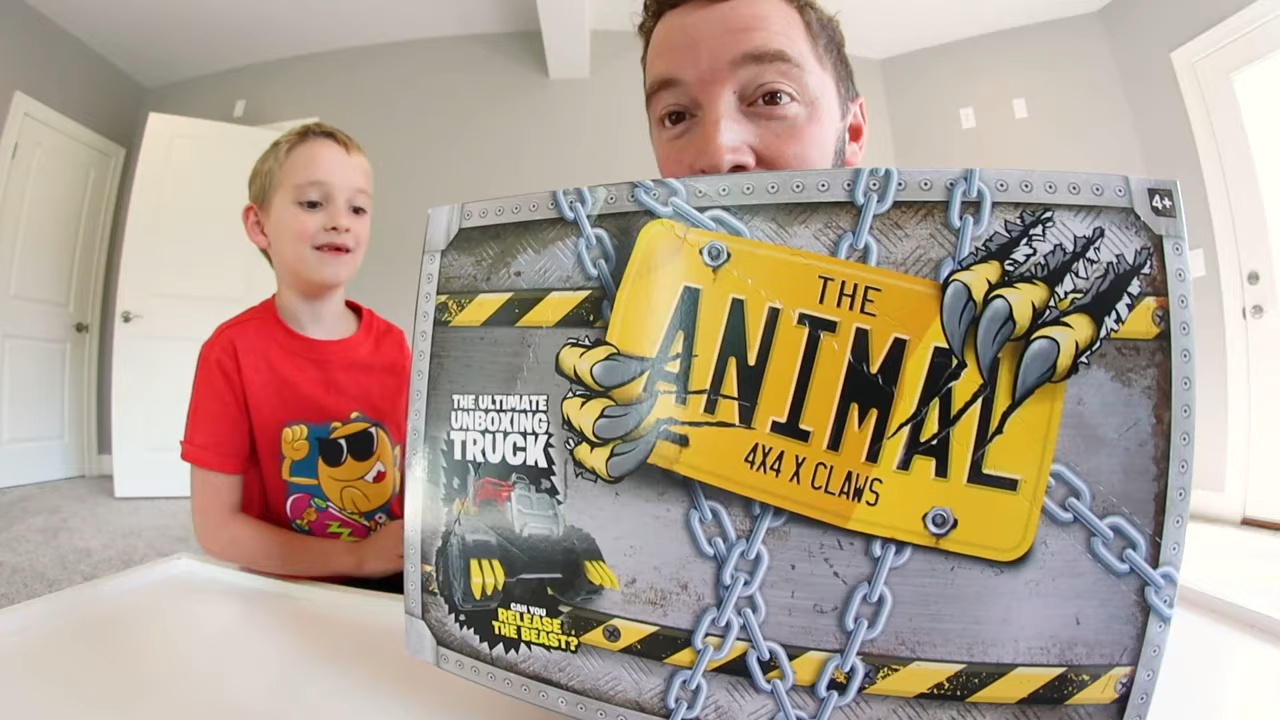 4+
THE
ANIMAL
4X4 X CLAWS
THE ULTIMATE
UNBOXING
TRUCK
CAN YOU
RELEASE
THE BEAST?